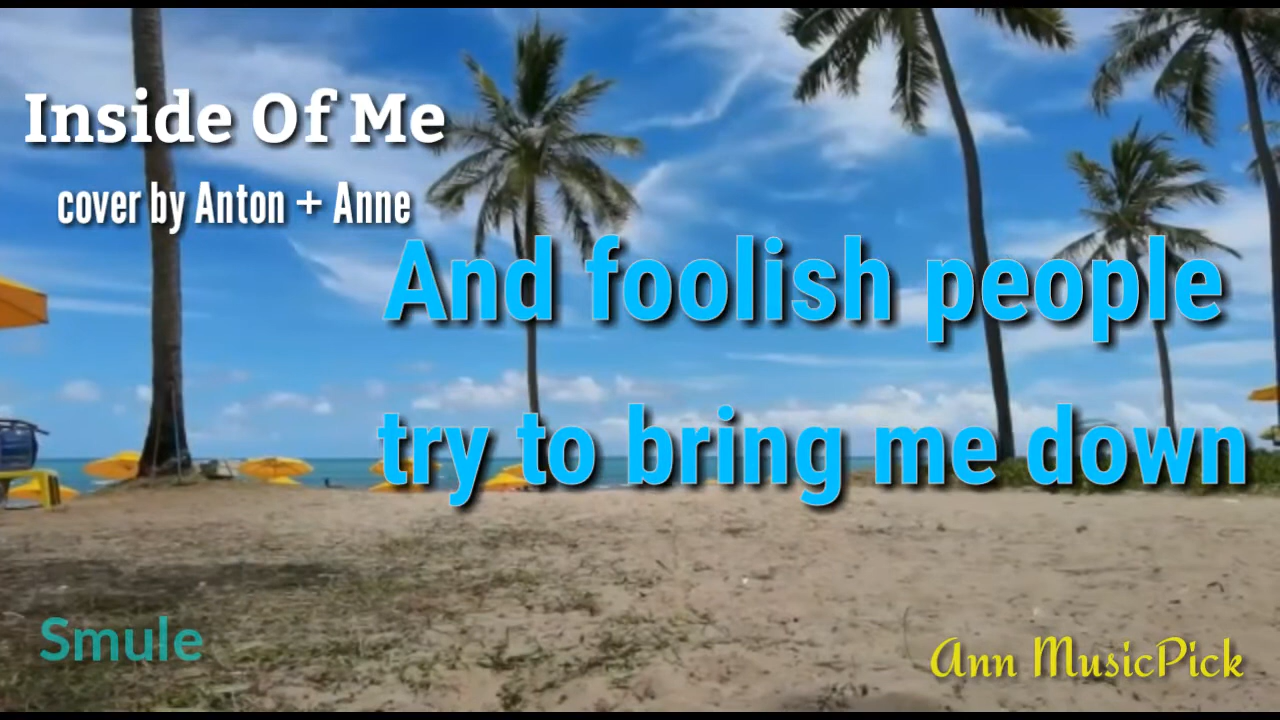 Inside Of Me
cover by Anton + Anne
And foolish people
try to bring me down
Smule
Ann MusicPick